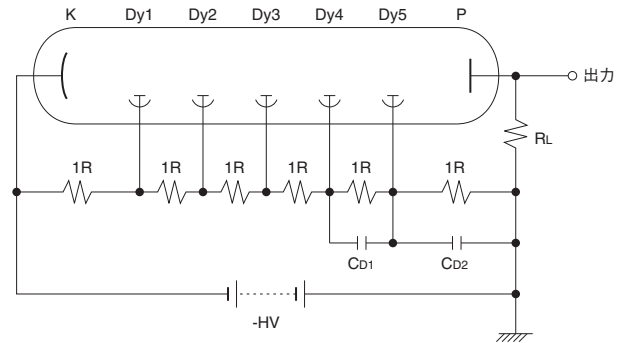 K Dy1 Dy2 Dy3 Dy4 Dy5 P
出力
RL
1R 1R 1R 1R 1R 1R
CD1 CD2
-HV